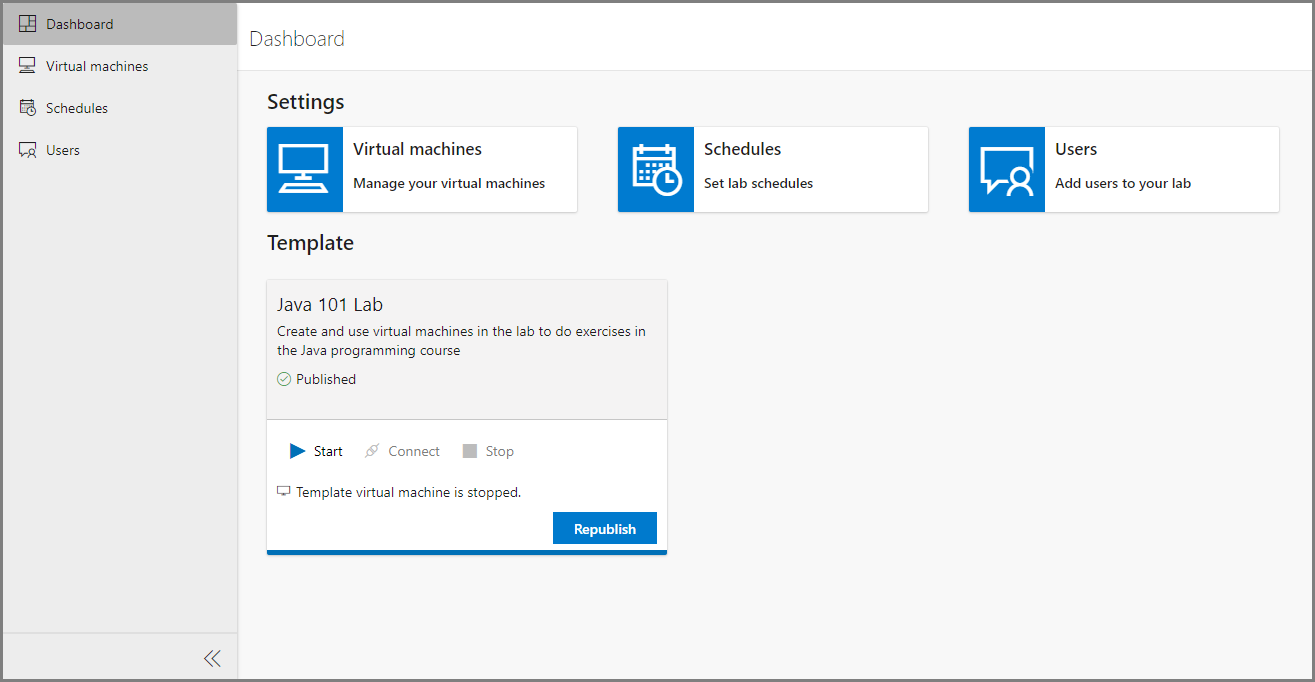 Dashboard
Virtual machines
Schedules
Users
Dashboard
Settings
Virtual machines
Manage your virtual machines
Schedules
Set lab schedules
Users
Add users to your lab
Template
Java 101 Lab
Create and use virtual machines in the lab to do exercises in
the Java programming course
Published
Start Connect Stop
Template virtual machine is stopped.
Republish